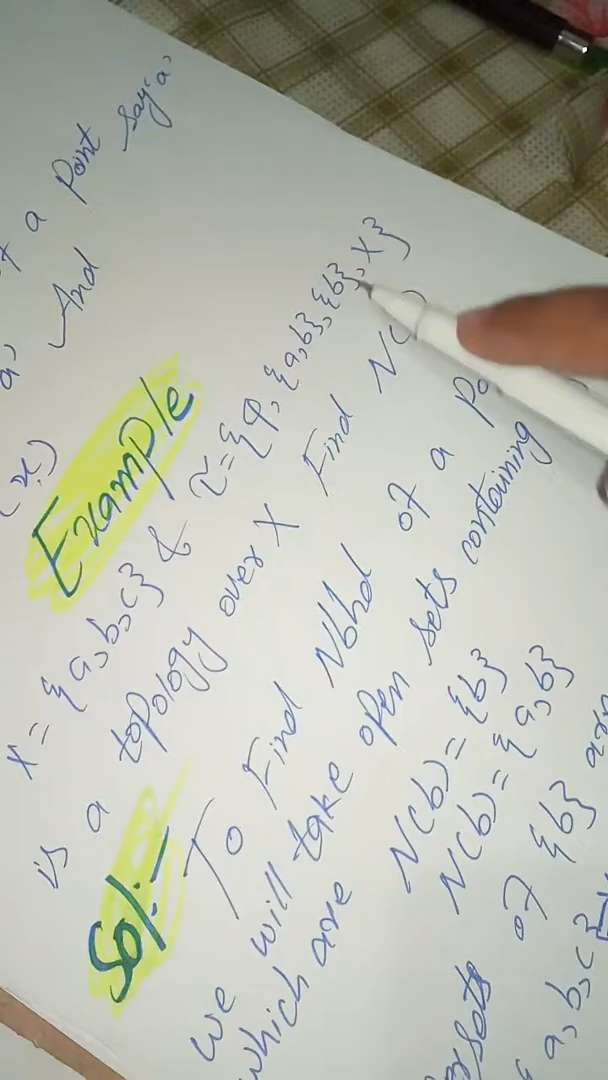 a Point say 'a'
And
(x)
Example
X = {a,b,c} & τ = {φ, {a,b}, {b}, X}
is a topology over X Find N(
Sol:- To Find Nbhd of a Po
we will take open sets containing
which are N(b) = {b}
N(b) = {a,b}
of {b}
a,b,c}